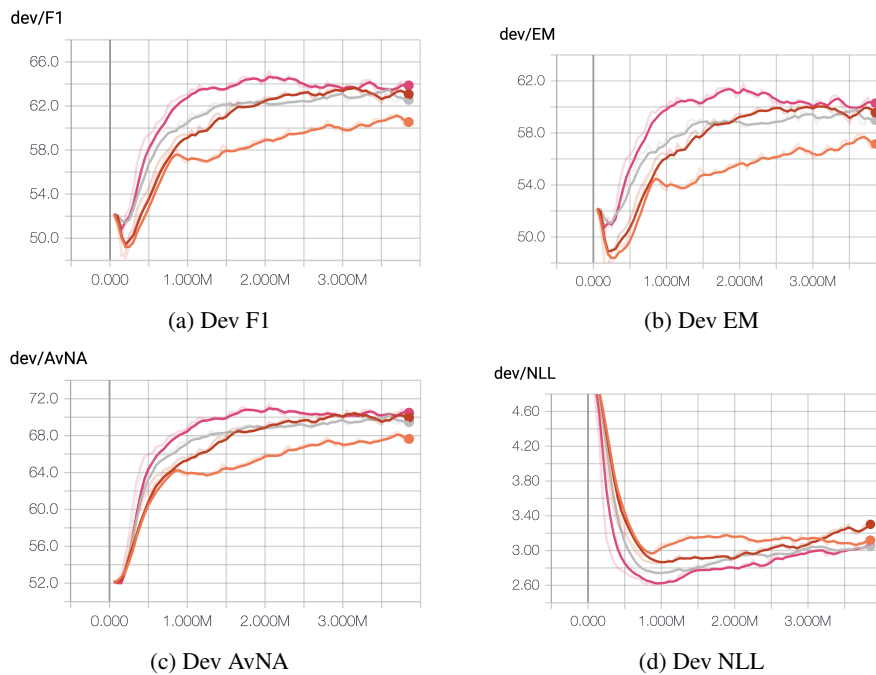 dev/F1
66.0
62.0
58.0
54.0
50.0
0.000 1.000M 2.000M 3.000M
(a) Dev F1
dev/EM
62.0
58.0
54.0
50.0
0.000 1.000M 2.000M 3.000M
(b) Dev EM
dev/AvNA
72.0
68.0
64.0
60.0
56.0
52.0
0.000 1.000M 2.000M 3.000M
(c) Dev AvNA
dev/NLL
4.60
4.20
3.80
3.40
3.00
2.60
0.000 1.000M 2.000M 3.000M
(d) Dev NLL